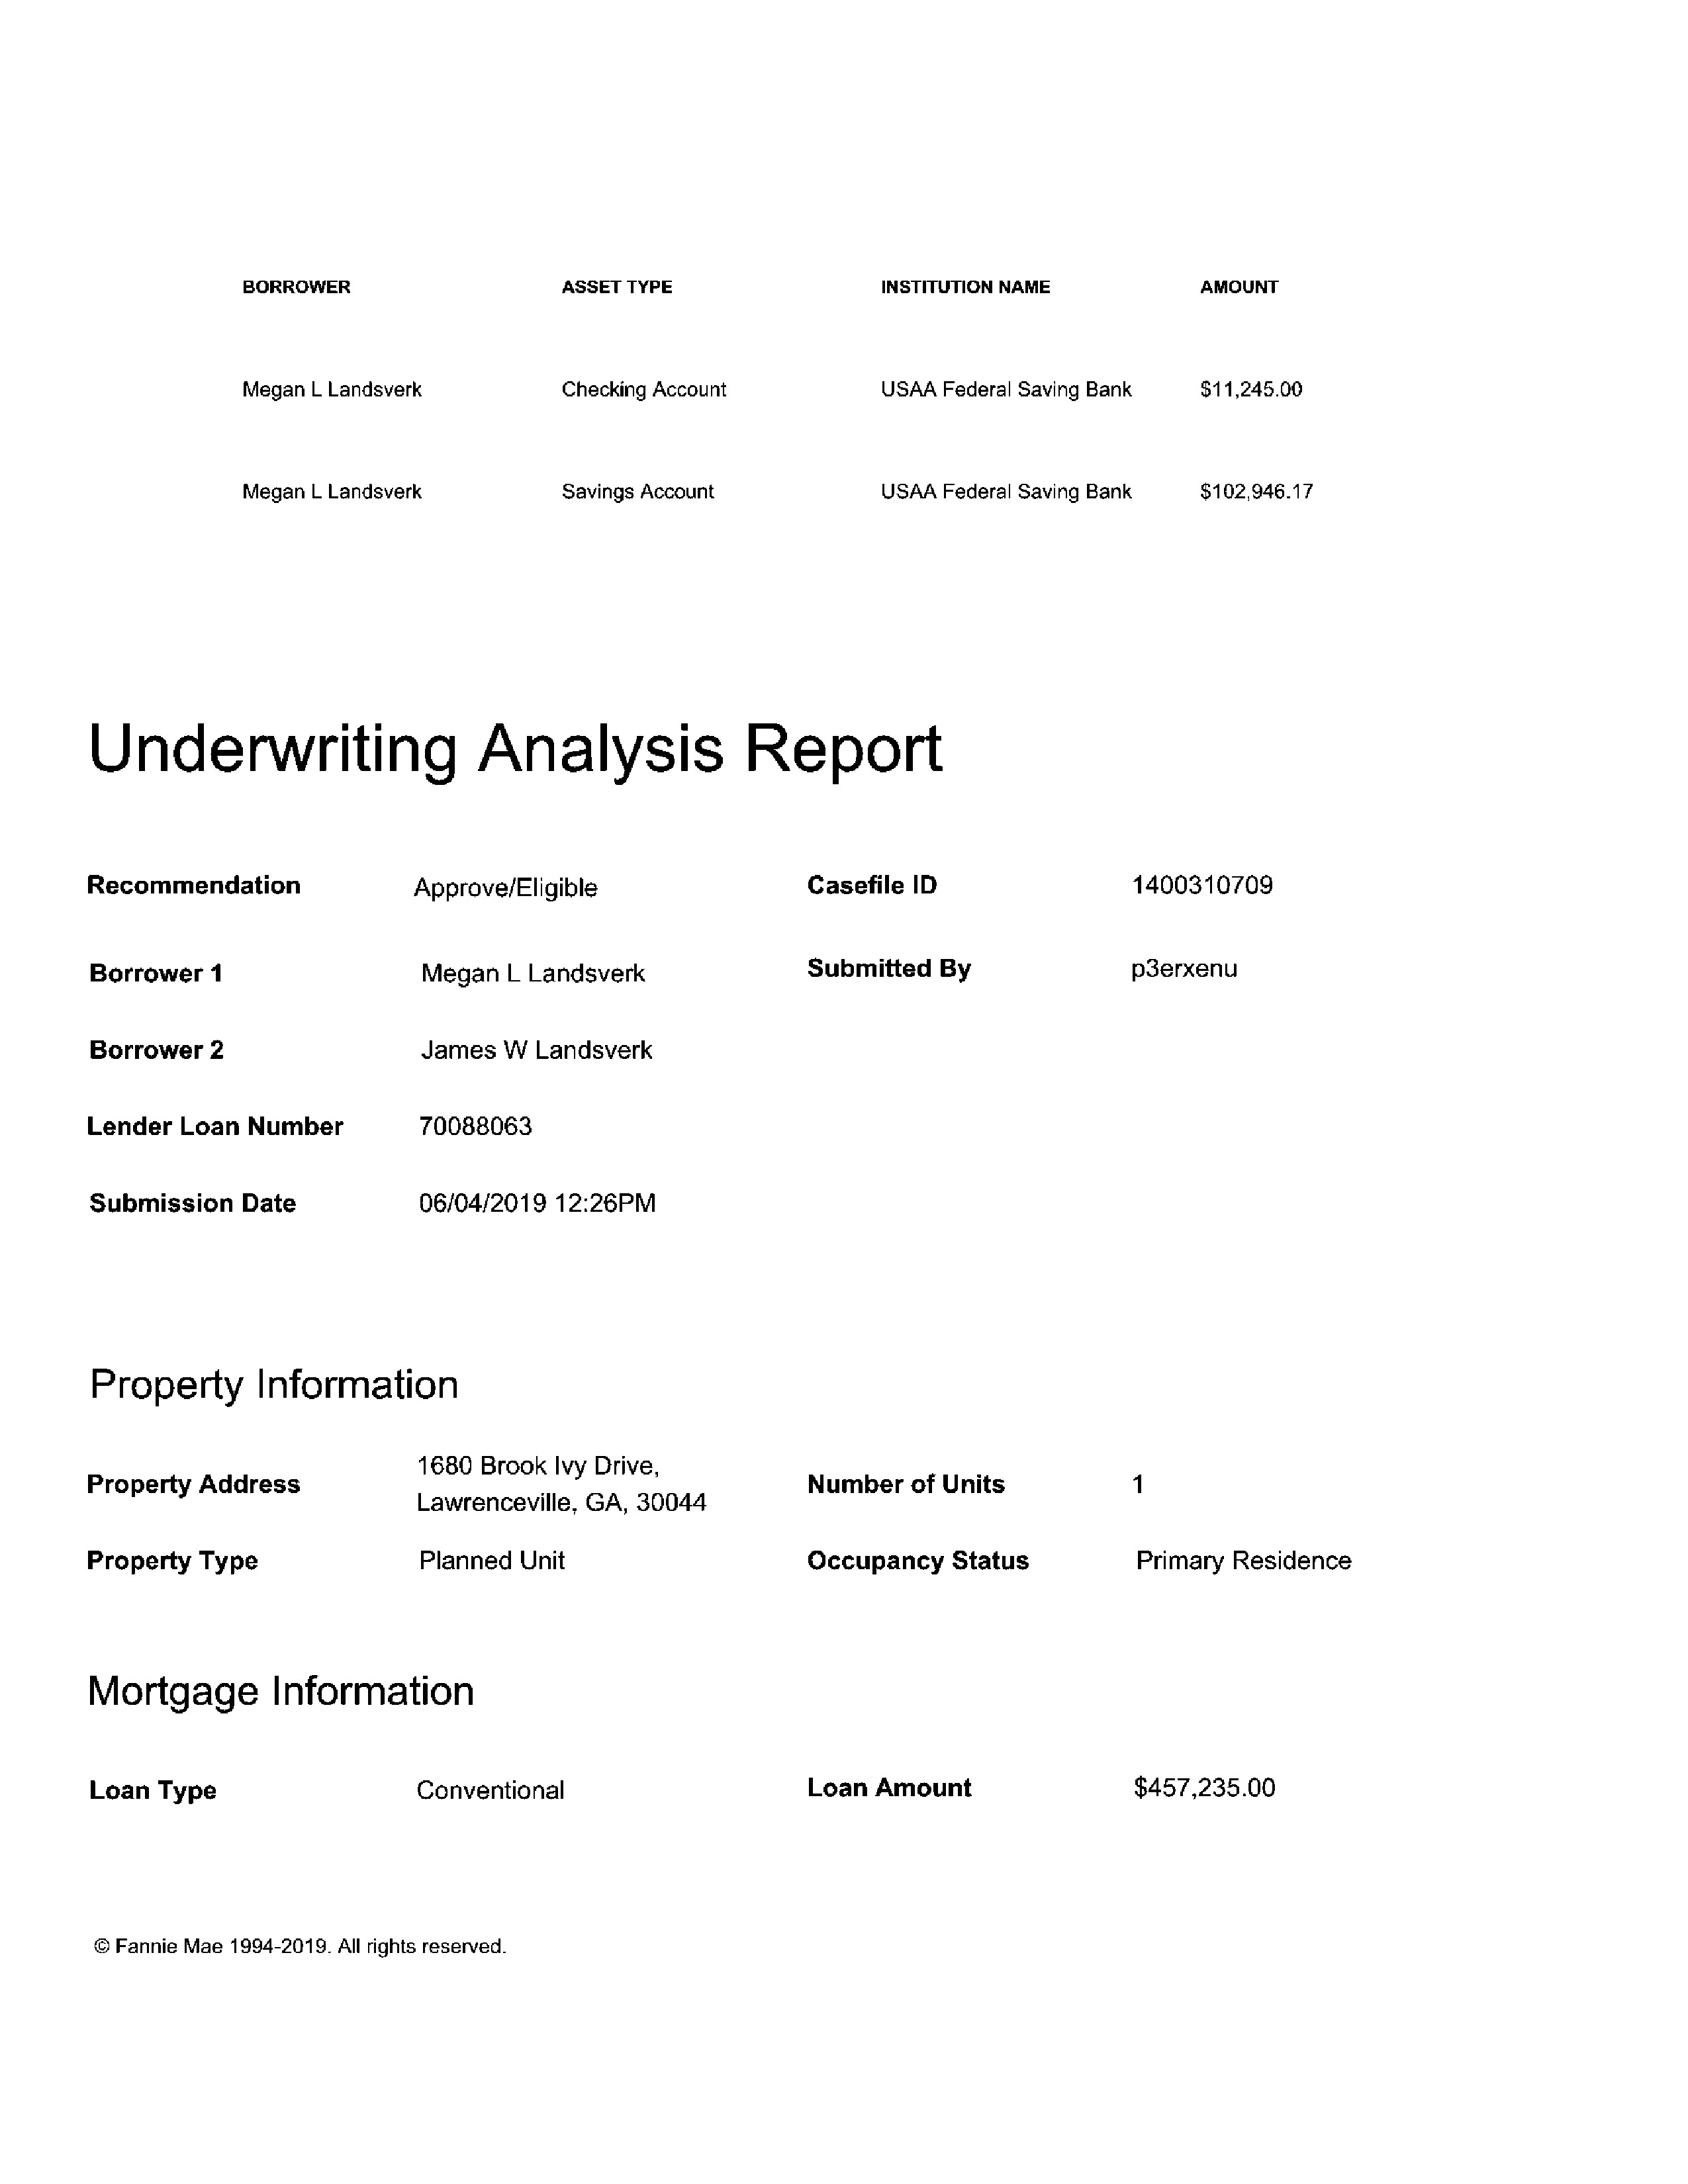 BORROWER ASSET TYPE INSTITUTION NAME AMOUNT
Megan L Landsverk Checking Account USAA Federal Saving Bank $11,245.00
Megan L Landsverk Savings Account USAA Federal Saving Bank $102,946.17
Underwriting Analysis Report
Recommendation Approve/Eligible Casefile ID 1400310709
Borrower 1 Megan L Landsverk Submitted By p3erxenu
Borrower 2 James W Landsverk
Lender Loan Number 70088063
Submission Date 06/04/2019 12:26PM
Property Information
Property Address 1680 Brook Ivy Drive,
Lawrenceville, GA, 30044 Number of Units 1
Property Type Planned Unit Occupancy Status Primary Residence
Mortgage Information
Loan Type Conventional Loan Amount $457,235.00
© Fannie Mae 1994-2019. All rights reserved.